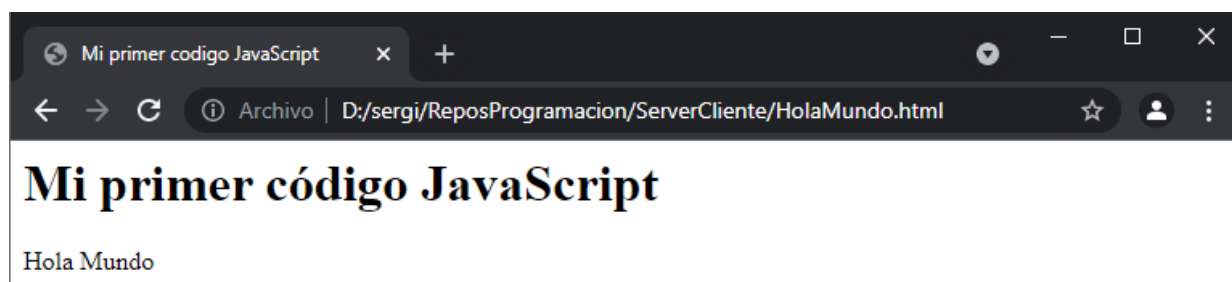 Mi primer codigo JavaScript
Archivo | D:/sergi/ReposProgramacion/ServerCliente/HolaMundo.html
Mi primer código JavaScript
Hola Mundo